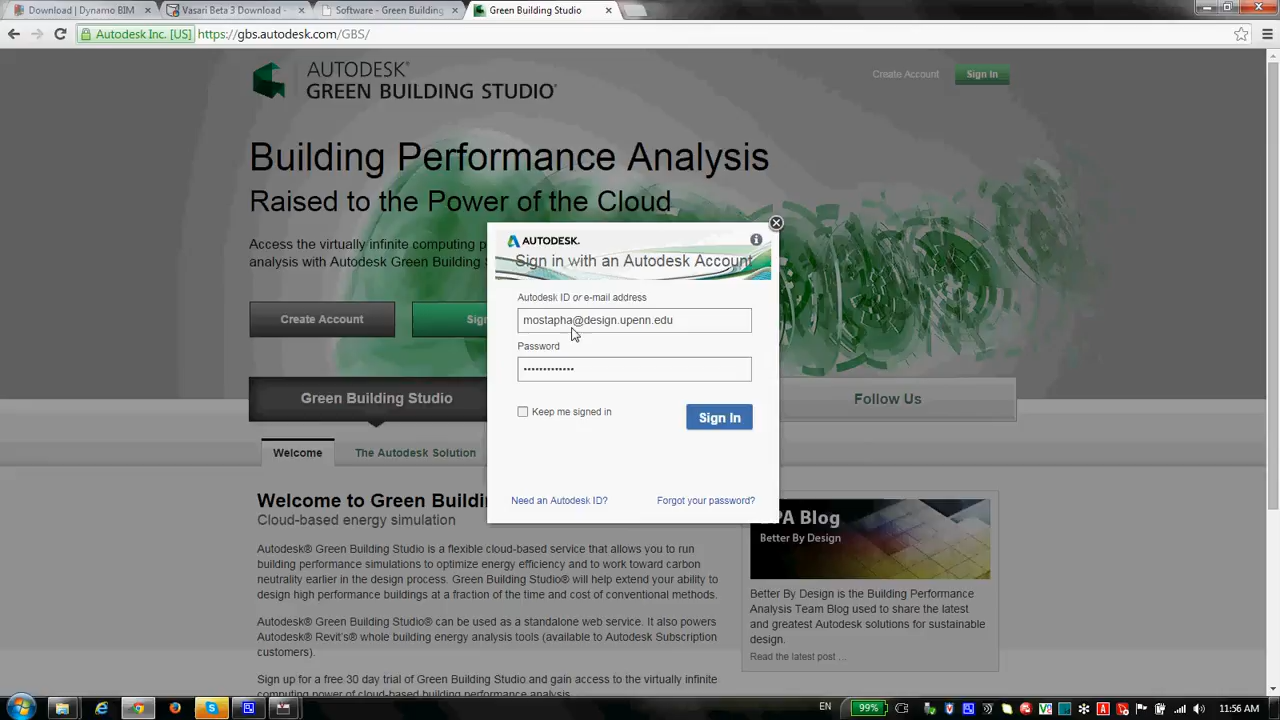 Download | Dynamo BIM
Vasari Beta 3 Download -
Software - Green Building
Green Building Studio
Autodesk Inc. [US]
https://gbs.autodesk.com/GBS/
AUTODESK®
GREEN BUILDING STUDIO®
Create Account
Sign In
Building Performance Analysis
Raised to the Power of the Cloud
Access the virtually infinite computing p
analysis with Autodesk Green Building S
Create Account
Sign
AUTODESK.
Sign in with an Autodesk Account
Autodesk ID or e-mail address
mostapha@design.upenn.edu
Password
•••••••••••••
Keep me signed in
Sign In
Need an Autodesk ID?
Forgot your password?
Green Building Studio
Follow Us
Welcome
The Autodesk Solution
Welcome to Green Buildin
Cloud-based energy simulation
Autodesk® Green Building Studio is a flexible cloud-based service that allows you to run
building performance simulations to optimize energy efficiency and to work toward carbon
neutrality earlier in the design process. Green Building Studio® will help extend your ability to
design high performance buildings at a fraction of the time and cost of conventional methods.
Autodesk® Green Building Studio® can be used as a standalone web service. It also powers
Autodesk® Revit's® whole building energy analysis tools (available to Autodesk Subscription
customers).
Sign up for a free 30 day trial of Green Building Studio and gain access to the virtually infinite
computing power of cloud-based building performance analysis.
BPA Blog
Better By Design
Better By Design is the Building Performance
Analysis Team Blog used to share the latest
and greatest Autodesk solutions for sustainable
design.
Read the latest post ...
EN
99%
11:56 AM